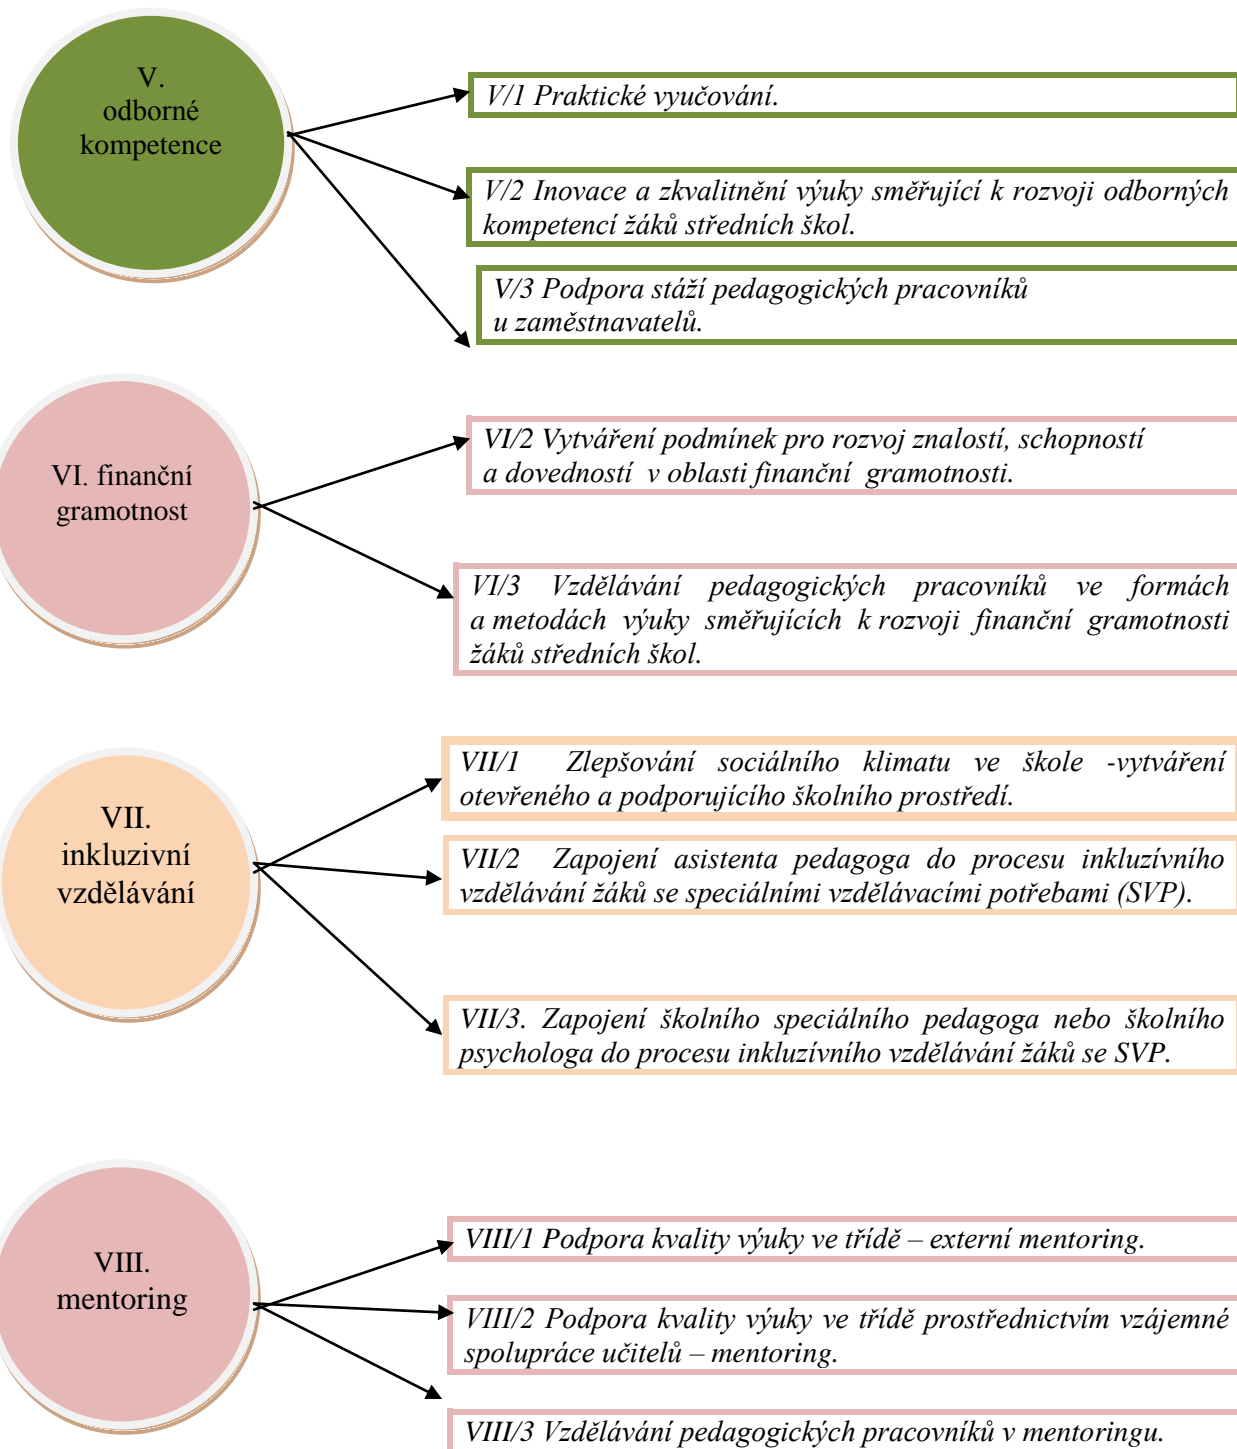 V.
odborné
kompetence
V/1 Praktické vyučování.
V/2 Inovace a zkvalitnění výuky směřující k rozvoji odborných
kompetencí žáků středních škol.
V/3 Podpora stáží pedagogických pracovníků
u zaměstnavatelů.
VI. finanční
gramotnost
VI/2 Vytváření podmínek pro rozvoj znalostí, schopností
a dovedností v oblasti finanční gramotnosti.
VI/3 Vzdělávání pedagogických pracovníků ve formách
a metodách výuky směřujících k rozvoji finanční gramotnosti
žáků středních škol.
VII.
inkluzivní
vzdělávání
VII/1 Zlepšování sociálního klimatu ve škole -vytváření
otevřeného a podporujícího školního prostředí.
VII/2 Zapojení asistenta pedagoga do procesu inkluzívního
vzdělávání žáků se speciálními vzdělávacími potřebami (SVP).
VII/3. Zapojení školního speciálního pedagoga nebo školního
psychologa do procesu inkluzívního vzdělávání žáků se SVP.
VIII.
mentoring
VIII/1 Podpora kvality výuky ve třídě – externí mentoring.
VIII/2 Podpora kvality výuky ve třídě prostřednictvím vzájemné
spolupráce učitelů – mentoring.
VIII/3 Vzdělávání pedagogických pracovníků v mentoringu.